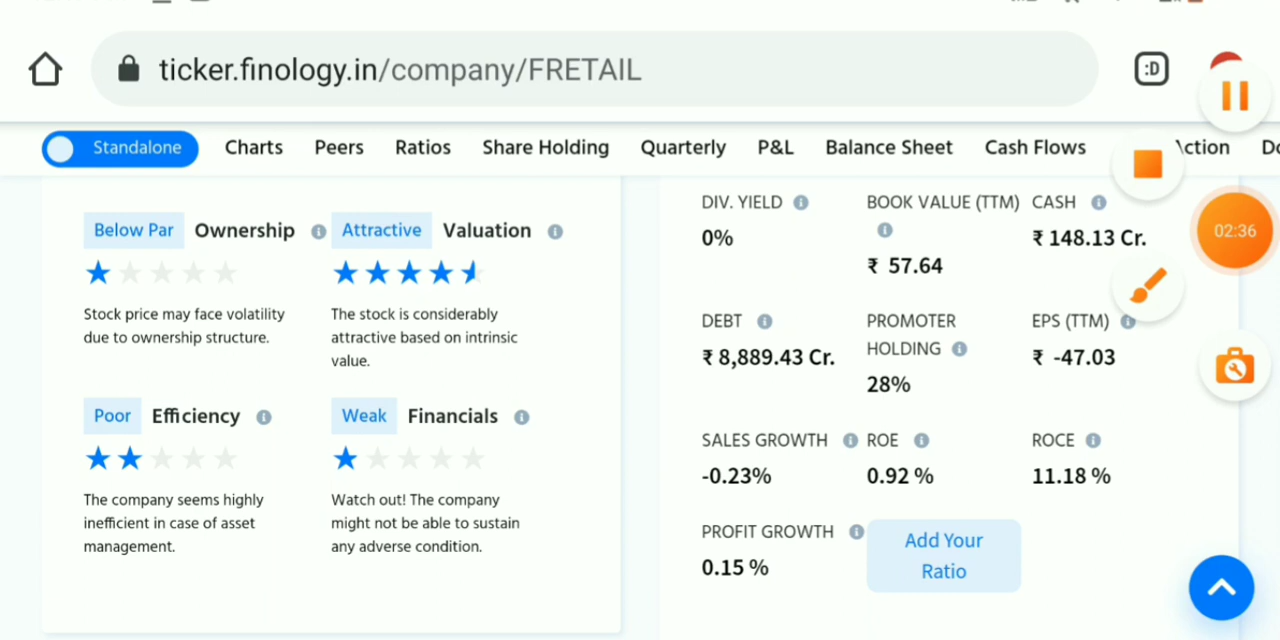 ticker.finology.in/company/FRETAIL
:D
Standalone Charts Peers Ratios Share Holding Quarterly P&L Balance Sheet Cash Flows
02:36
Below Par Ownership
Stock price may face volatility
due to ownership structure.
Attractive Valuation
The stock is considerably
attractive based on intrinsic
value.
Poor Efficiency
The company seems highly
inefficient in case of asset
management.
Weak Financials
Watch out! The company
might not be able to sustain
any adverse condition.
DIV. YIELD
0%
BOOK VALUE (TTM)
₹ 57.64
CASH
₹ 148.13 Cr.
DEBT
₹ 8,889.43 Cr.
PROMOTER
HOLDING
28%
EPS (TTM)
₹ -47.03
SALES GROWTH
-0.23%
ROE
0.92 %
ROCE
11.18 %
PROFIT GROWTH
0.15 %
Add Your
Ratio